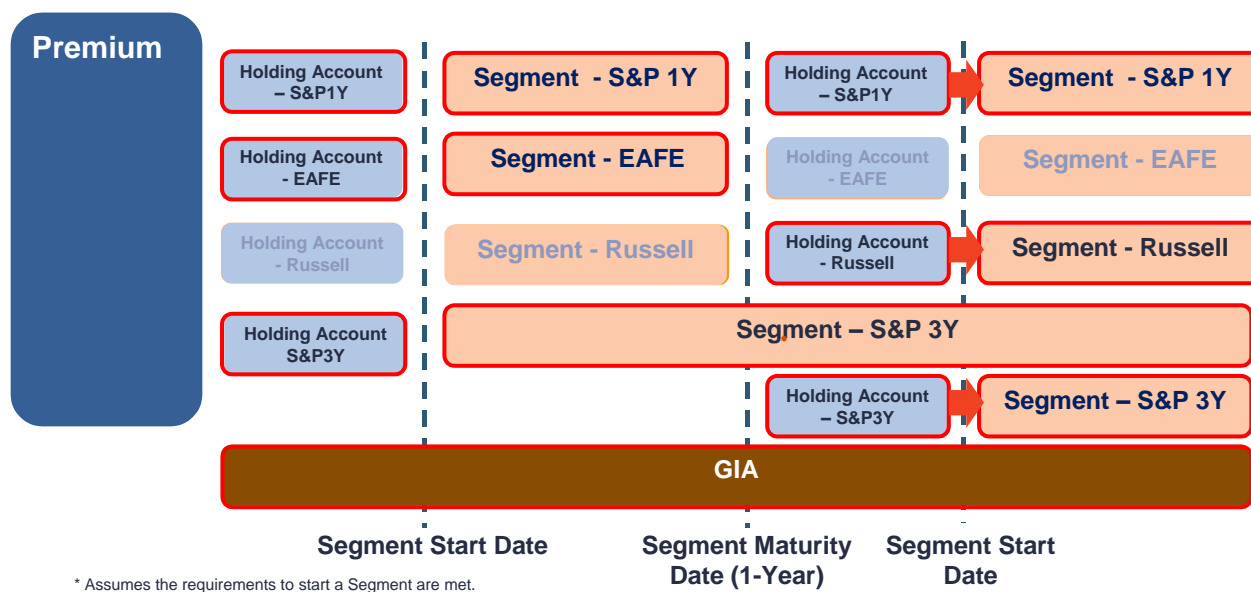 Premium
Holding Account
– S&P1Y
Segment - S&P 1Y
Holding Account
– S&P1Y
Segment - S&P 1Y
Holding Account
- EAFE
Segment - EAFE
Holding Account
- EAFE
Segment - EAFE
Holding Account
- Russell
Segment - Russell
Holding Account
- Russell
Segment - Russell
Holding Account
S&P3Y
Segment – S&P 3Y
Holding Account
– S&P3Y
Segment – S&P 3Y
GIA
Segment Start Date
Segment Maturity
Date (1-Year)
Segment Start
Date
* Assumes the requirements to start a Segment are met.